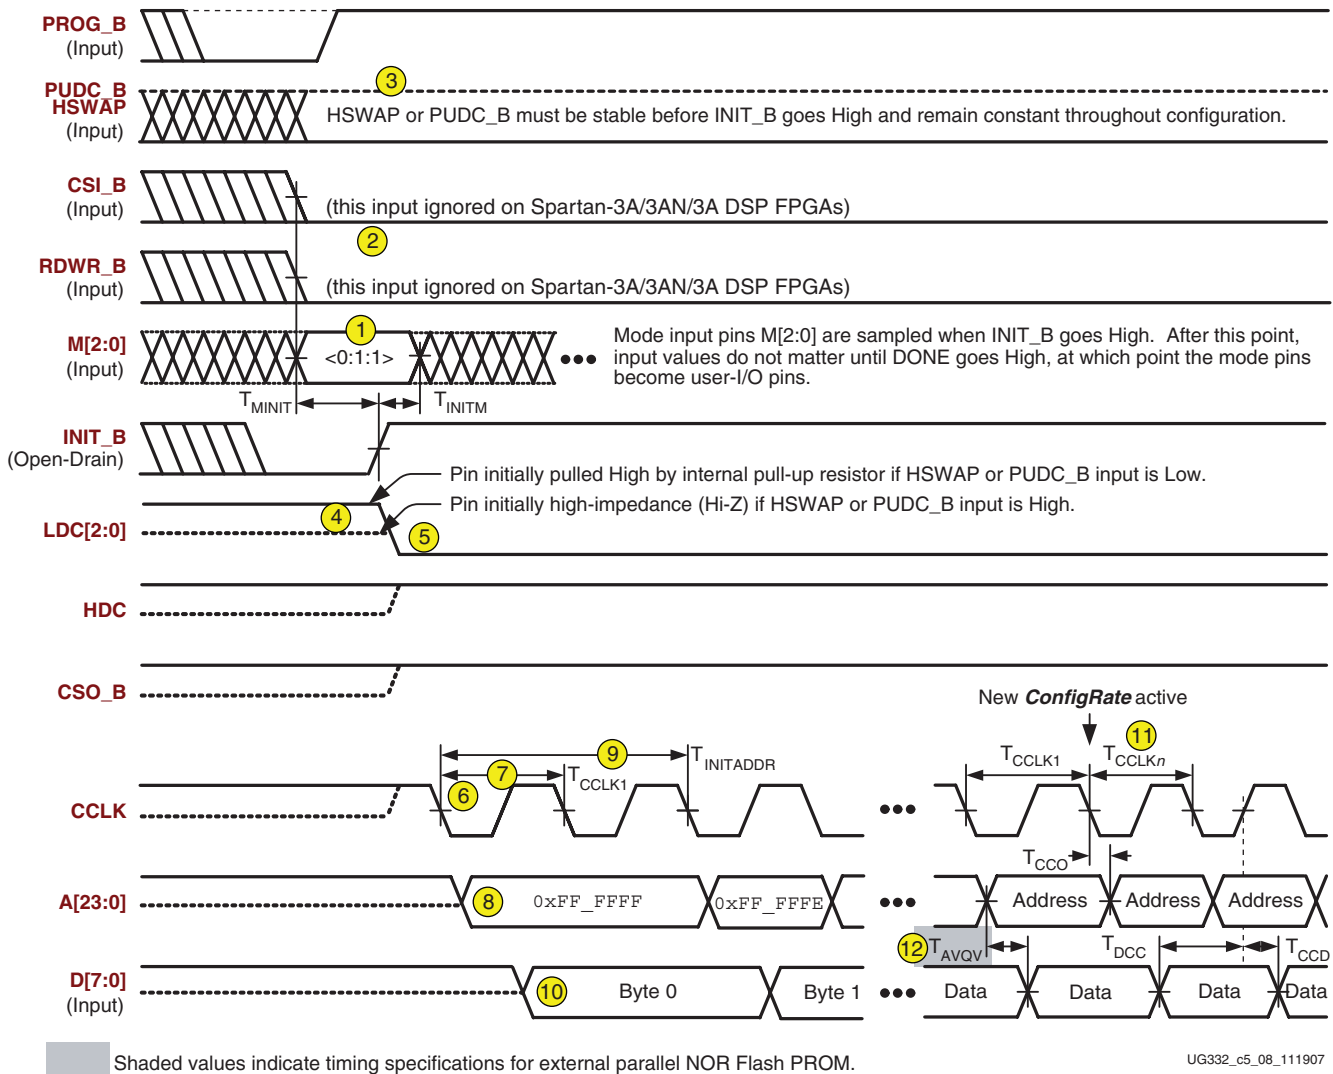 PROG_B
(Input)
PUDC_B
HSWAP
(Input)
3
HSWAP or PUDC_B must be stable before INIT_B goes High and remain constant throughout configuration.
CSI_B
(Input)
(this input ignored on Spartan-3A/3AN/3A DSP FPGAs)
2
RDWR_B
(Input)
(this input ignored on Spartan-3A/3AN/3A DSP FPGAs)
M[2:0]
(Input)
1
<0:1:1>
Mode input pins M[2:0] are sampled when INIT_B goes High. After this point,
input values do not matter until DONE goes High, at which point the mode pins
become user-I/O pins.
TMINIT
TINITM
INIT_B
(Open-Drain)
Pin initially pulled High by internal pull-up resistor if HSWAP or PUDC_B input is Low.
Pin initially high-impedance (Hi-Z) if HSWAP or PUDC_B input is High.
LDC[2:0]
4
5
HDC
CSO_B
New ConfigRate active
CCLK
6
7
TCCLK1
9
TINITADDR
TCCLK1
11
TCCLKn
TCCO
A[23:0]
8
0xFF_FFFF
0xFF_FFFE
Address
Address
Address
12
TAVQV
TDCC
TCCD
D[7:0]
(Input)
10
Byte 0
Byte 1
Data
Data
Data
Data
Shaded values indicate timing specifications for external parallel NOR Flash PROM.
UG332_c5_08_111907